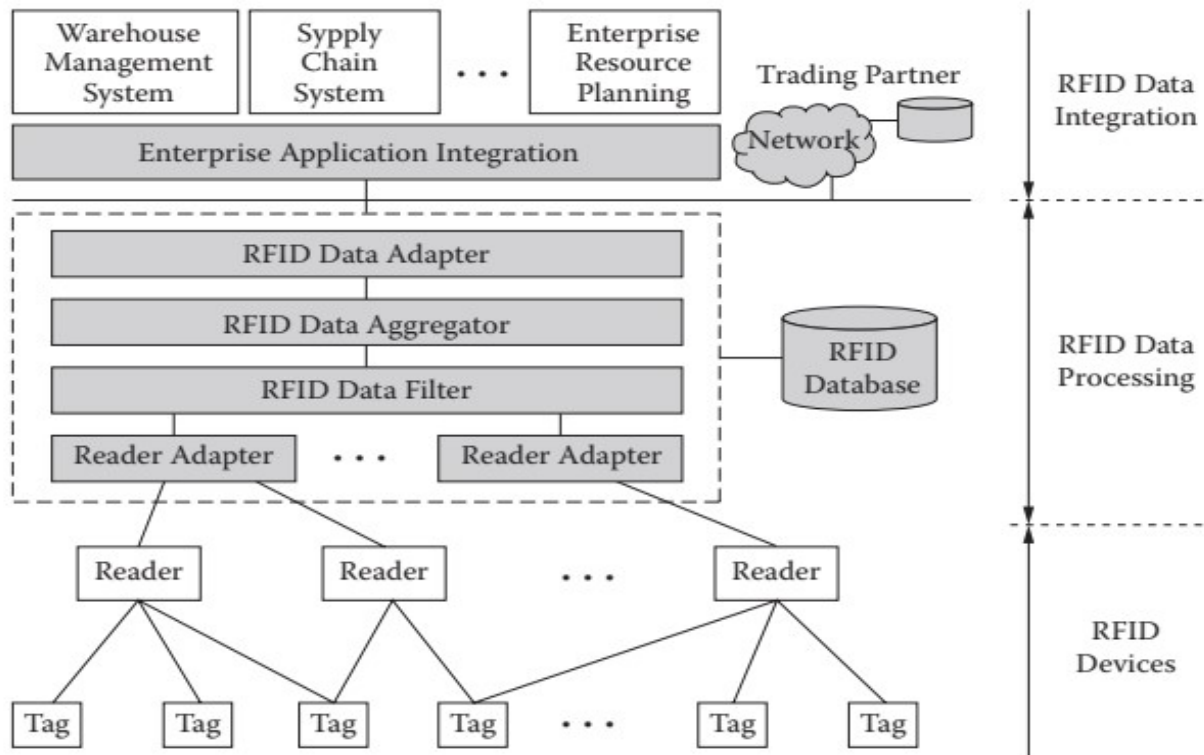 Warehouse
Management
System
Sypply
Chain
System
Enterprise
Resource
Planning
Trading Partner
Network
RFID Data
Integration
Enterprise Application Integration
RFID Data Adapter
RFID Data Aggregator
RFID Data Filter
Reader Adapter
Reader Adapter
RFID
Database
RFID Data
Processing
Reader
Reader
Reader
RFID
Devices
Tag
Tag
Tag
Tag
Tag
Tag